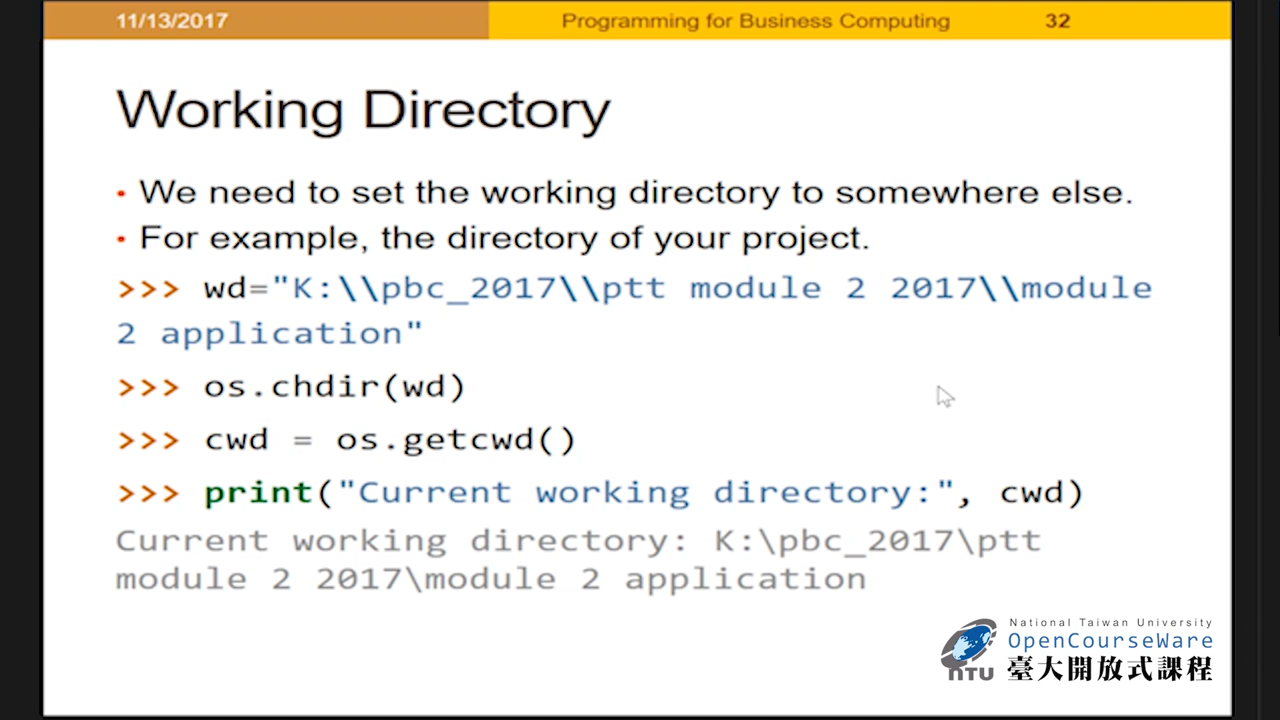 11/13/2017 Programming for Business Computing 32
Working Directory
• We need to set the working directory to somewhere else.
• For example, the directory of your project.
>>> wd="K:\\pbc_2017\\ptt module 2 2017\\module
2 application"
>>> os.chdir(wd)
>>> cwd = os.getcwd()
>>> print("Current working directory:", cwd)
Current working directory: K:\pbc_2017\ptt
module 2 2017\module 2 application
National Taiwan University
OpenCourseWare
NTU 臺大開放式課程